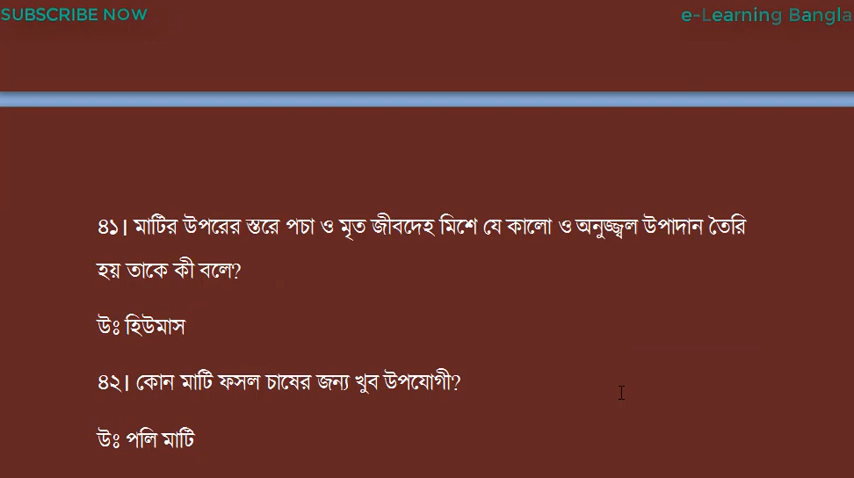 SUBSCRIBE NOW
e-Learning Bangla
৪১। মাটির উপরের স্তরে পচা ও মৃত জীবদেহ মিশে যে কালো ও অনুজ্জ্বল উপাদান তৈরি
হয় তাকে কী বলে?
উঃ হিউমাস
৪২। কোন মাটি ফসল চাষের জন্য খুব উপযোগী?
উঃ পলি মাটি